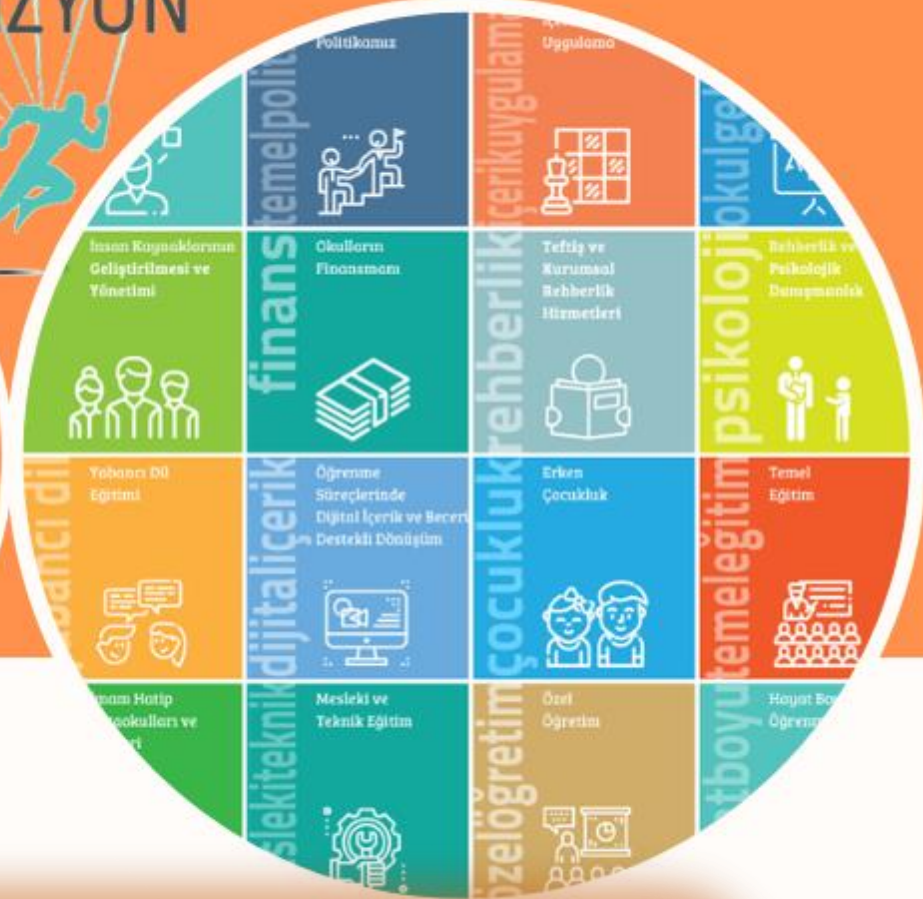 Politikamız
Uygulama
İnsan Kaynaklarının
Geliştirilmesi ve
Yönetimi
finans
Okulların
Finansmanı
rehberlik
Teftiş ve
Kurumsal
Rehberlik
Hizmetleri
psikoloji
Rehberlik ve
Psikolojik
Danışmanlık
Yabancı Dil
Eğitimi
dijitaliçerik
Öğrenme
Süreçlerinde
Dijital İçerik ve Beceri
Destekli Dönüşüm
çocukluk
Erken
Çocukluk
temeleğitim
Temel
Eğitim
Mesleki ve
Teknik Eğitim
özelöğretim
Özel
Öğretim
Hayat